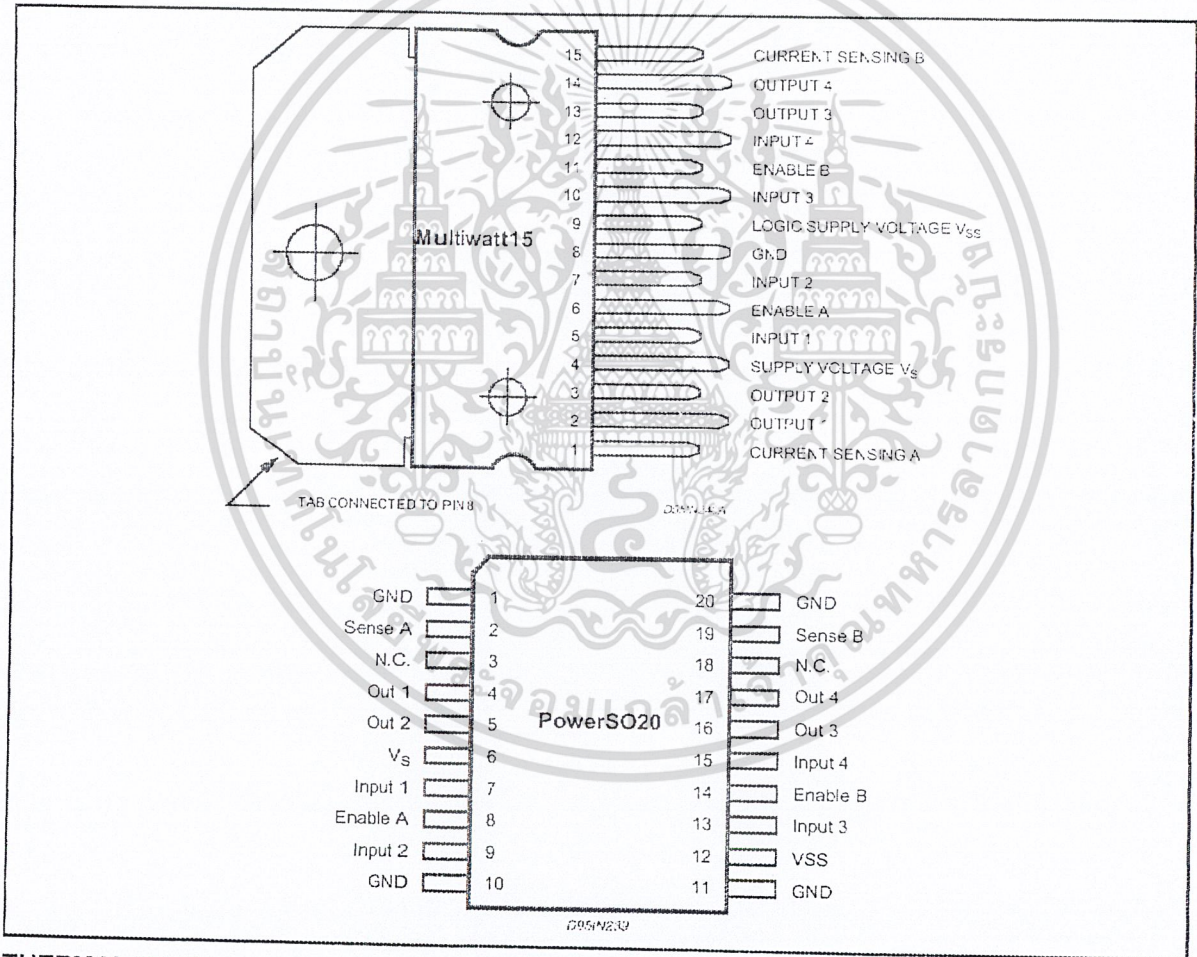 15 CURRENT SENSING B
14 OUTPUT 4
13 OUTPUT 3
12 INPUT 4
11 ENABLE B
10 INPUT 3
9 LOGIC SUPPLY VOLTAGE VSS
Multiwatt15
8 GND
7 INPUT 2
6 ENABLE A
5 INPUT 1
4 SUPPLY VOLTAGE VS
3 OUTPUT 2
2 OUTPUT 1
1 CURRENT SENSING A
TAB CONNECTED TO PIN 8
GND 1 20 GND
Sense A 2 19 Sense B
N.C. 3 18 N.C.
Out 1 4 17 Out 4
Out 2 5 PowerSO20 16 Out 3
VS 6 15 Input 4
Input 1 7 14 Enable B
Enable A 8 13 Input 3
Input 2 9 12 VSS
GND 10 11 GND
D95IN239